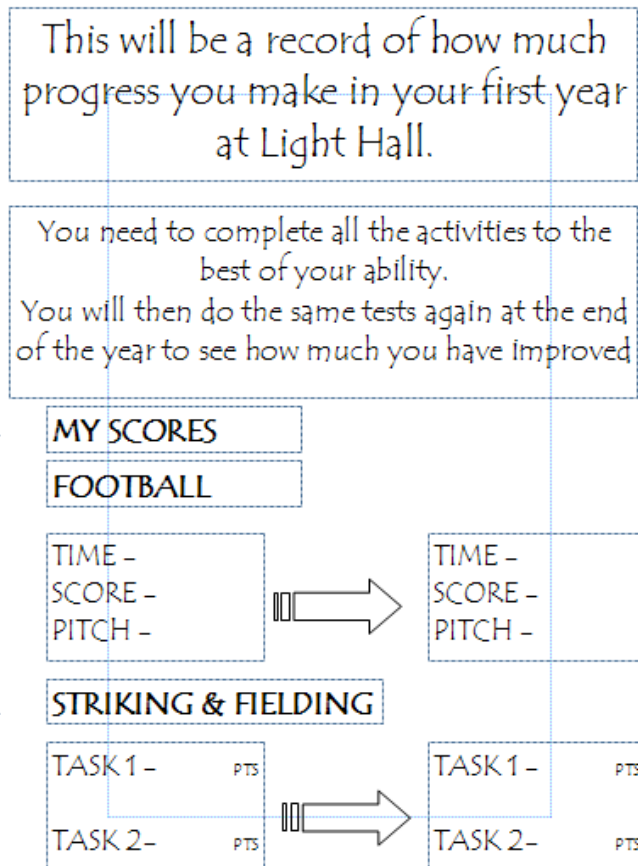 This will be a record of how much
progress you make in your first year
at Light Hall.
You need to complete all the activities to the
best of your ability.
You will then do the same tests again at the end
of the year to see how much you have improved
MY SCORES
FOOTBALL
TIME –
SCORE –
PITCH –
TIME –
SCORE –
PITCH –
STRIKING & FIELDING
TASK 1 – PTS
TASK 2– PTS
TASK 1 – PTS
TASK 2– PTS